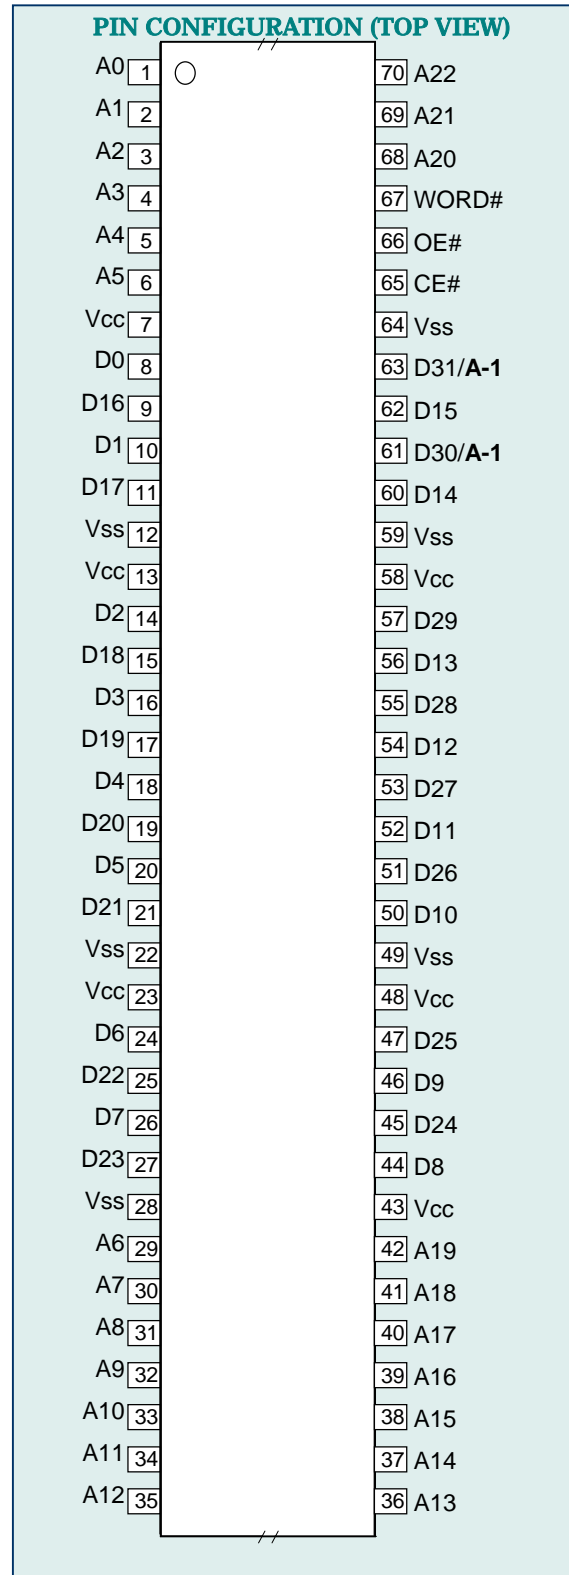 PIN CONFIGURATION (TOP VIEW)
A0 1 70 A22
A1 2 69 A21
A2 3 68 A20
A3 4 67 WORD#
A4 5 66 OE#
A5 6 65 CE#
Vcc 7 64 Vss
D0 8 63 D31/A-1
D16 9 62 D15
D1 10 61 D30/A-1
D17 11 60 D14
Vss 12 59 Vss
Vcc 13 58 Vcc
D2 14 57 D29
D18 15 56 D13
D3 16 55 D28
D19 17 54 D12
D4 18 53 D27
D20 19 52 D11
D5 20 51 D26
D21 21 50 D10
Vss 22 49 Vss
Vcc 23 48 Vcc
D6 24 47 D25
D22 25 46 D9
D7 26 45 D24
D23 27 44 D8
Vss 28 43 Vcc
A6 29 42 A19
A7 30 41 A18
A8 31 40 A17
A9 32 39 A16
A10 33 38 A15
A11 34 37 A14
A12 35 36 A13